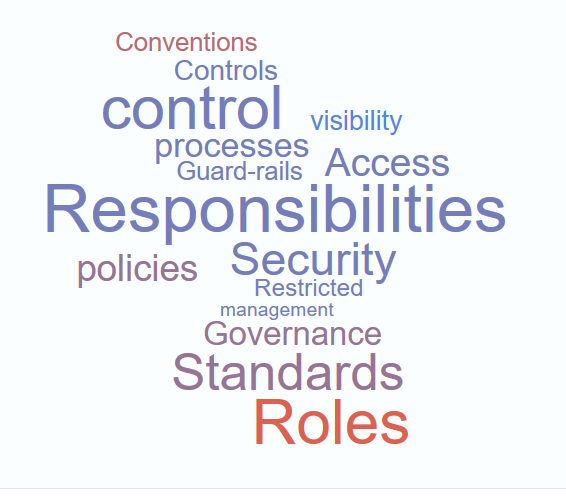 Conventions
Controls
control
visibility
processes
Access
Guard-rails
Responsibilities
Security
policies
Restricted
management
Governance
Standards
Roles